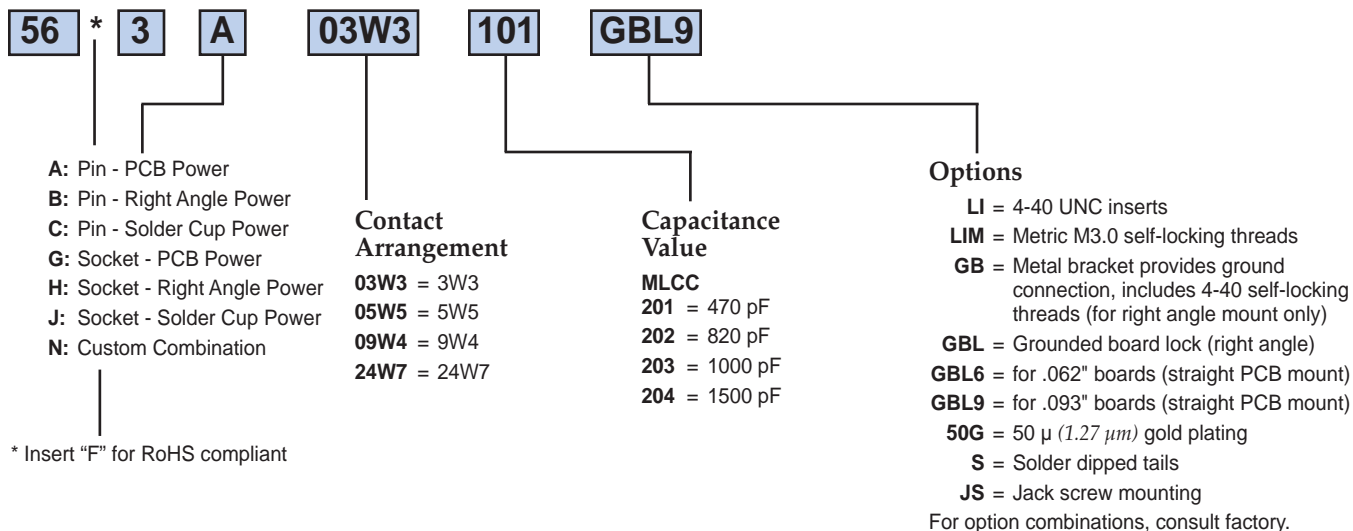 56 * 3 A 03W3 101 GBL9
A: Pin - PCB Power
B: Pin - Right Angle Power
C: Pin - Solder Cup Power
G: Socket - PCB Power
H: Socket - Right Angle Power
J: Socket - Solder Cup Power
N: Custom Combination
* Insert “F” for RoHS compliant
Contact
Arrangement
03W3 = 3W3
05W5 = 5W5
09W4 = 9W4
24W7 = 24W7
Capacitance
Value
MLCC
201 = 470 pF
202 = 820 pF
203 = 1000 pF
204 = 1500 pF
Options
LI = 4-40 UNC inserts
LIM = Metric M3.0 self-locking threads
GB = Metal bracket provides ground
connection, includes 4-40 self-locking
threads (for right angle mount only)
GBL = Grounded board lock (right angle)
GBL6 = for .062" boards (straight PCB mount)
GBL9 = for .093" boards (straight PCB mount)
50G = 50 µ (1.27 µm) gold plating
S = Solder dipped tails
JS = Jack screw mounting
For option combinations, consult factory.